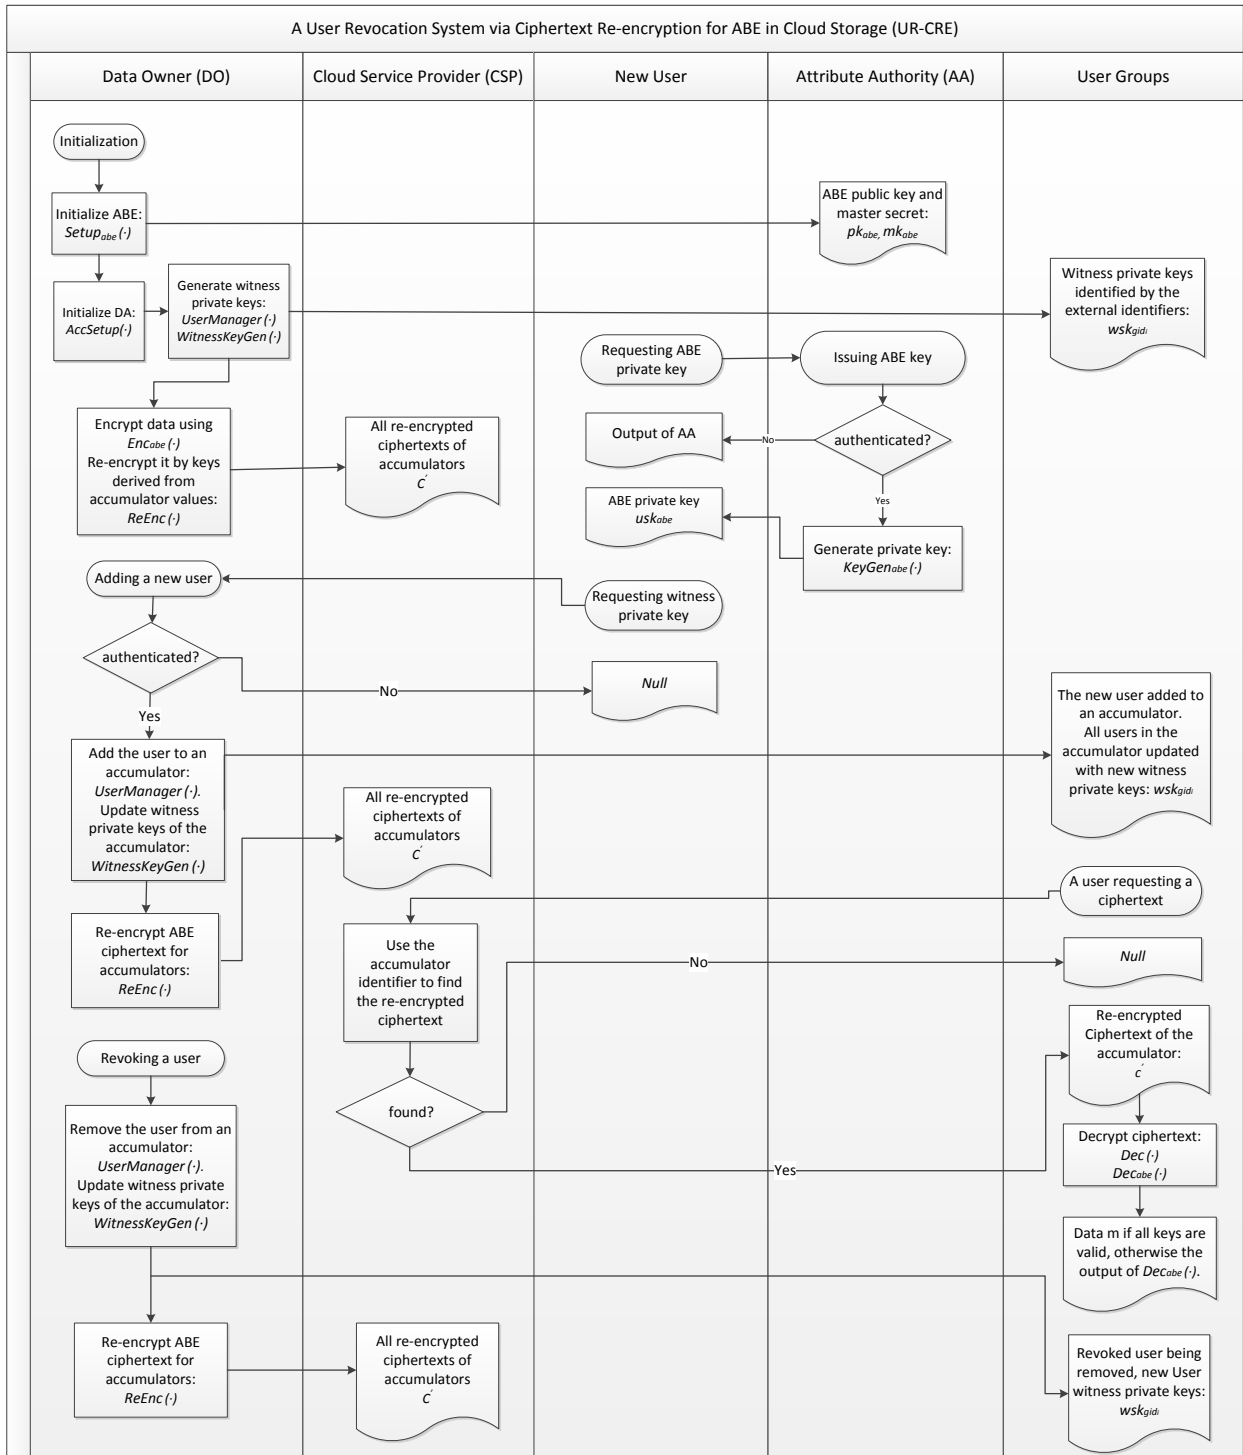 A User Revocation System via Ciphertext Re-encryption for ABE in Cloud Storage (UR-CRE)
Data Owner (DO)
Cloud Service Provider (CSP)
New User
Attribute Authority (AA)
User Groups
Initialization
Initialize ABE:
Setup_abe (·)
ABE public key and
master secret:
pk_abe, mk_abe
Initialize DA:
AccSetup(·)
Generate witness
private keys:
UserManager (·)
WitnessKeyGen (·)
Witness private keys
identified by the
external identifiers:
wsk_gidi
Requesting ABE
private key
Issuing ABE key
Encrypt data using
Enc_abe (·)
Re-encrypt it by keys
derived from
accumulator values:
ReEnc (·)
All re-encrypted
ciphertexts of
accumulators
C′
Output of AA
No
authenticated?
Yes
ABE private key
usk_abe
Generate private key:
KeyGen_abe (·)
Adding a new user
Requesting witness
private key
authenticated?
No
Null
Yes
The new user added to
an accumulator.
All users in the
accumulator updated
with new witness
private keys: wsk_gidi
Add the user to an
accumulator:
UserManager (·).
Update witness
private keys of the
accumulator:
WitnessKeyGen (·)
All re-encrypted
ciphertexts of
accumulators
C′
A user requesting a
ciphertext
Re-encrypt ABE
ciphertext for
accumulators:
ReEnc (·)
Use the
accumulator
identifier to find
the re-encrypted
ciphertext
No
Null
Re-encrypted
Ciphertext of the
accumulator:
c′
Revoking a user
found?
Yes
Decrypt ciphertext:
Dec (·)
Dec_abe (·)
Remove the user from an
accumulator:
UserManager (·).
Update witness private
keys of the accumulator:
WitnessKeyGen (·)
Data m if all keys are
valid, otherwise the
output of Dec_abe (·).
Re-encrypt ABE
ciphertext for
accumulators:
ReEnc (·)
All re-encrypted
ciphertexts of
accumulators
C′
Revoked user being
removed, new User
witness private keys:
wsk_gidi